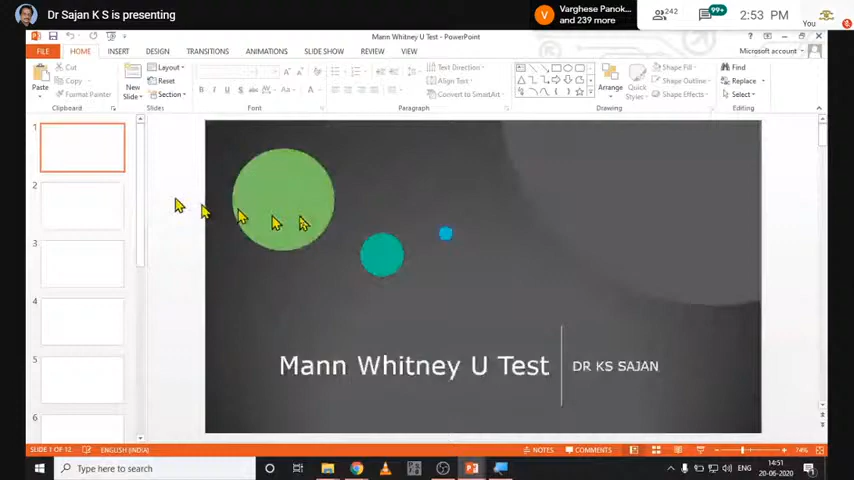 Dr Sajan K S is presenting
V
Varghese Panok...
and 239 more
242
99+
2:53 PM
You
Mann Whitney U Test - PowerPoint
FILE HOME INSERT DESIGN TRANSITIONS ANIMATIONS SLIDE SHOW REVIEW VIEW
Microsoft account
Paste
Cut
Copy
Format Painter
Clipboard
New
Slide
Layout
Reset
Section
Slides
B I U S
Font
Text Direction
Align Text
Convert to SmartArt
Paragraph
Arrange
Quick
Styles
Shape Fill
Shape Outline
Shape Effects
Drawing
Find
Replace
Select
Editing
1
2
3
4
5
6
Mann Whitney U Test
DR KS SAJAN
SLIDE 1 OF 12
ENGLISH (INDIA)
NOTES
COMMENTS
74%
Type here to search
ENG
14:51
20-06-2020